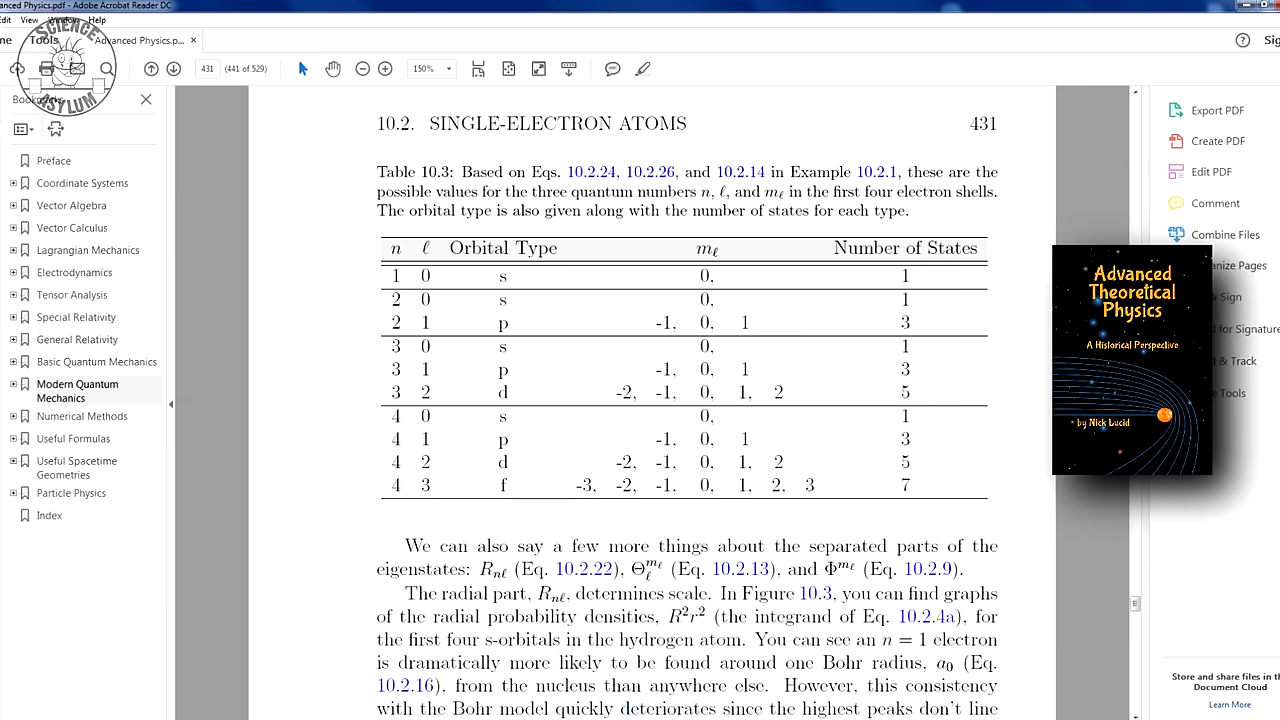 anced Physics.pdf - Adobe Acrobat Reader DC
Edit View Window Help
me Tools Advanced Physics.p... × ? Sig
SCIENCE
ASYLUM
431 (441 of 529) 150%
Bookmarks
Preface
Coordinate Systems
Vector Algebra
Vector Calculus
Lagrangian Mechanics
Electrodynamics
Tensor Analysis
Special Relativity
General Relativity
Basic Quantum Mechanics
Modern Quantum
Mechanics
Numerical Methods
Useful Formulas
Useful Spacetime
Geometries
Particle Physics
Index
10.2. SINGLE-ELECTRON ATOMS 431
Table 10.3: Based on Eqs. 10.2.24, 10.2.26, and 10.2.14 in Example 10.2.1, these are the
possible values for the three quantum numbers n, ℓ, and mℓ in the first four electron shells.
The orbital type is also given along with the number of states for each type.
n ℓ Orbital Type mℓ Number of States
1 0 s 0, 1
2 0 s 0, 1
2 1 p -1, 0, 1 3
3 0 s 0, 1
3 1 p -1, 0, 1 3
3 2 d -2, -1, 0, 1, 2 5
4 0 s 0, 1
4 1 p -1, 0, 1 3
4 2 d -2, -1, 0, 1, 2 5
4 3 f -3, -2, -1, 0, 1, 2, 3 7
We can also say a few more things about the separated parts of the
eigenstates: Rnℓ (Eq. 10.2.22), Θℓ^mℓ (Eq. 10.2.13), and Φ^mℓ (Eq. 10.2.9).
The radial part, Rnℓ, determines scale. In Figure 10.3, you can find graphs
of the radial probability densities, R²r² (the integrand of Eq. 10.2.4a), for
the first four s-orbitals in the hydrogen atom. You can see an n = 1 electron
is dramatically more likely to be found around one Bohr radius, a₀ (Eq.
10.2.16), from the nucleus than anywhere else. However, this consistency
with the Bohr model quickly deteriorates since the highest peaks don't line
Export PDF
Create PDF
Edit PDF
Comment
Combine Files
anize Pages
& Sign
d for Signature
& Track
e Tools
Advanced
Theoretical
Physics
A Historical Perspective
by Nick Lucid
Store and share files in the
Document Cloud
Learn More